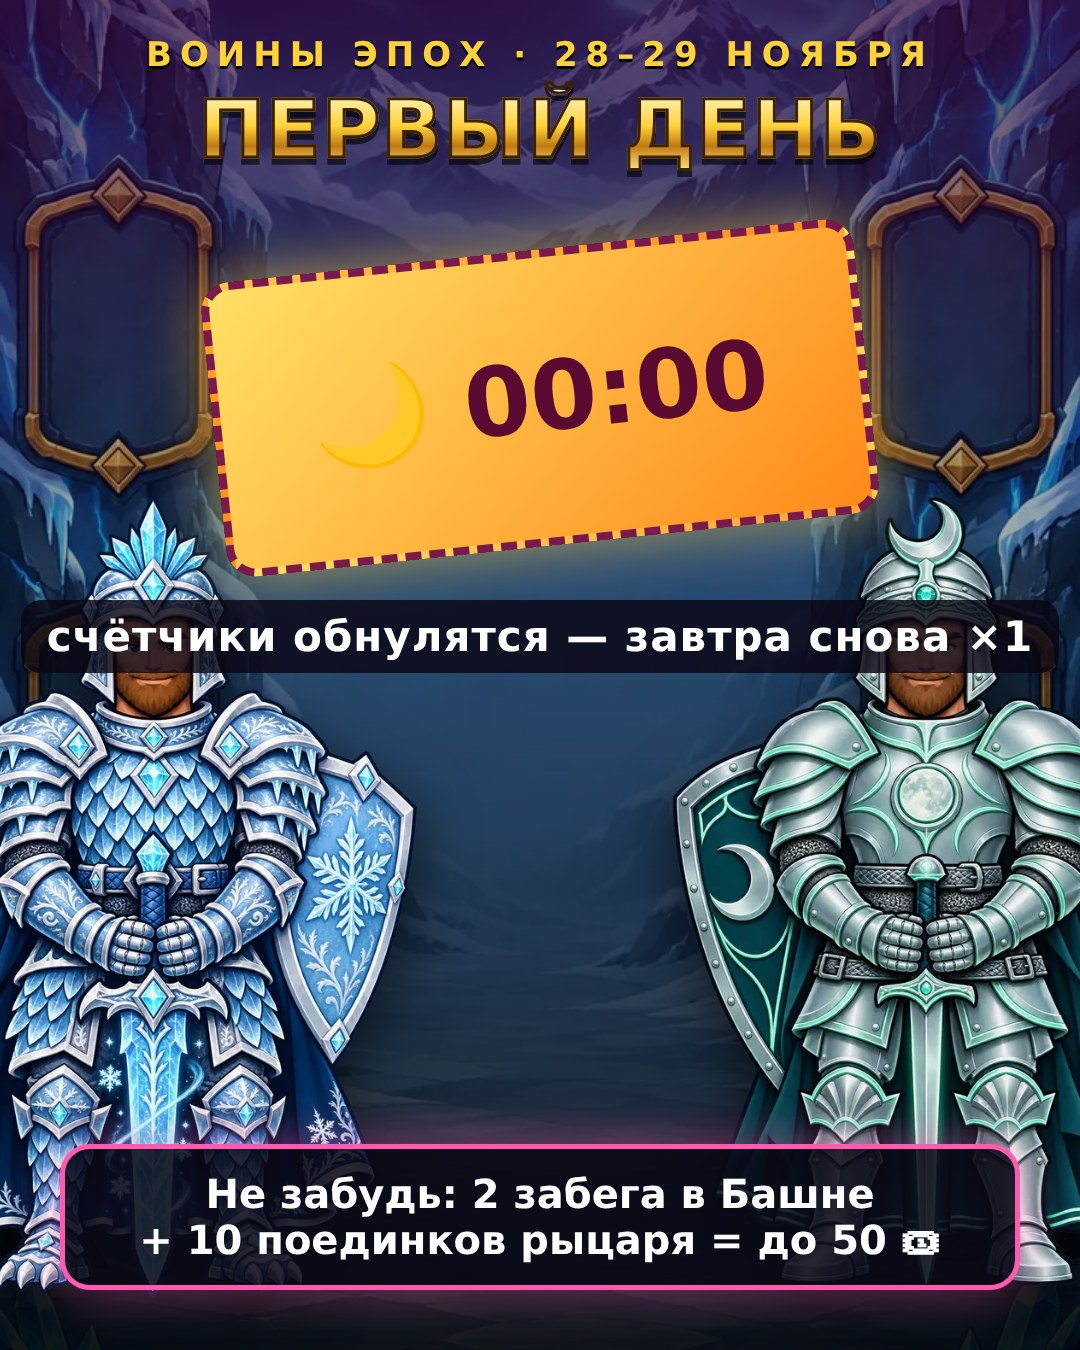 ВОИНЫ ЭПОХ · 28–29 НОЯБРЯ
ПЕРВЫЙ ДЕНЬ
🌙 00:00
счётчики обнулятся — завтра снова ×1
Не забудь: 2 забега в Башне
+ 10 поединков рыцаря = до 50 🎟